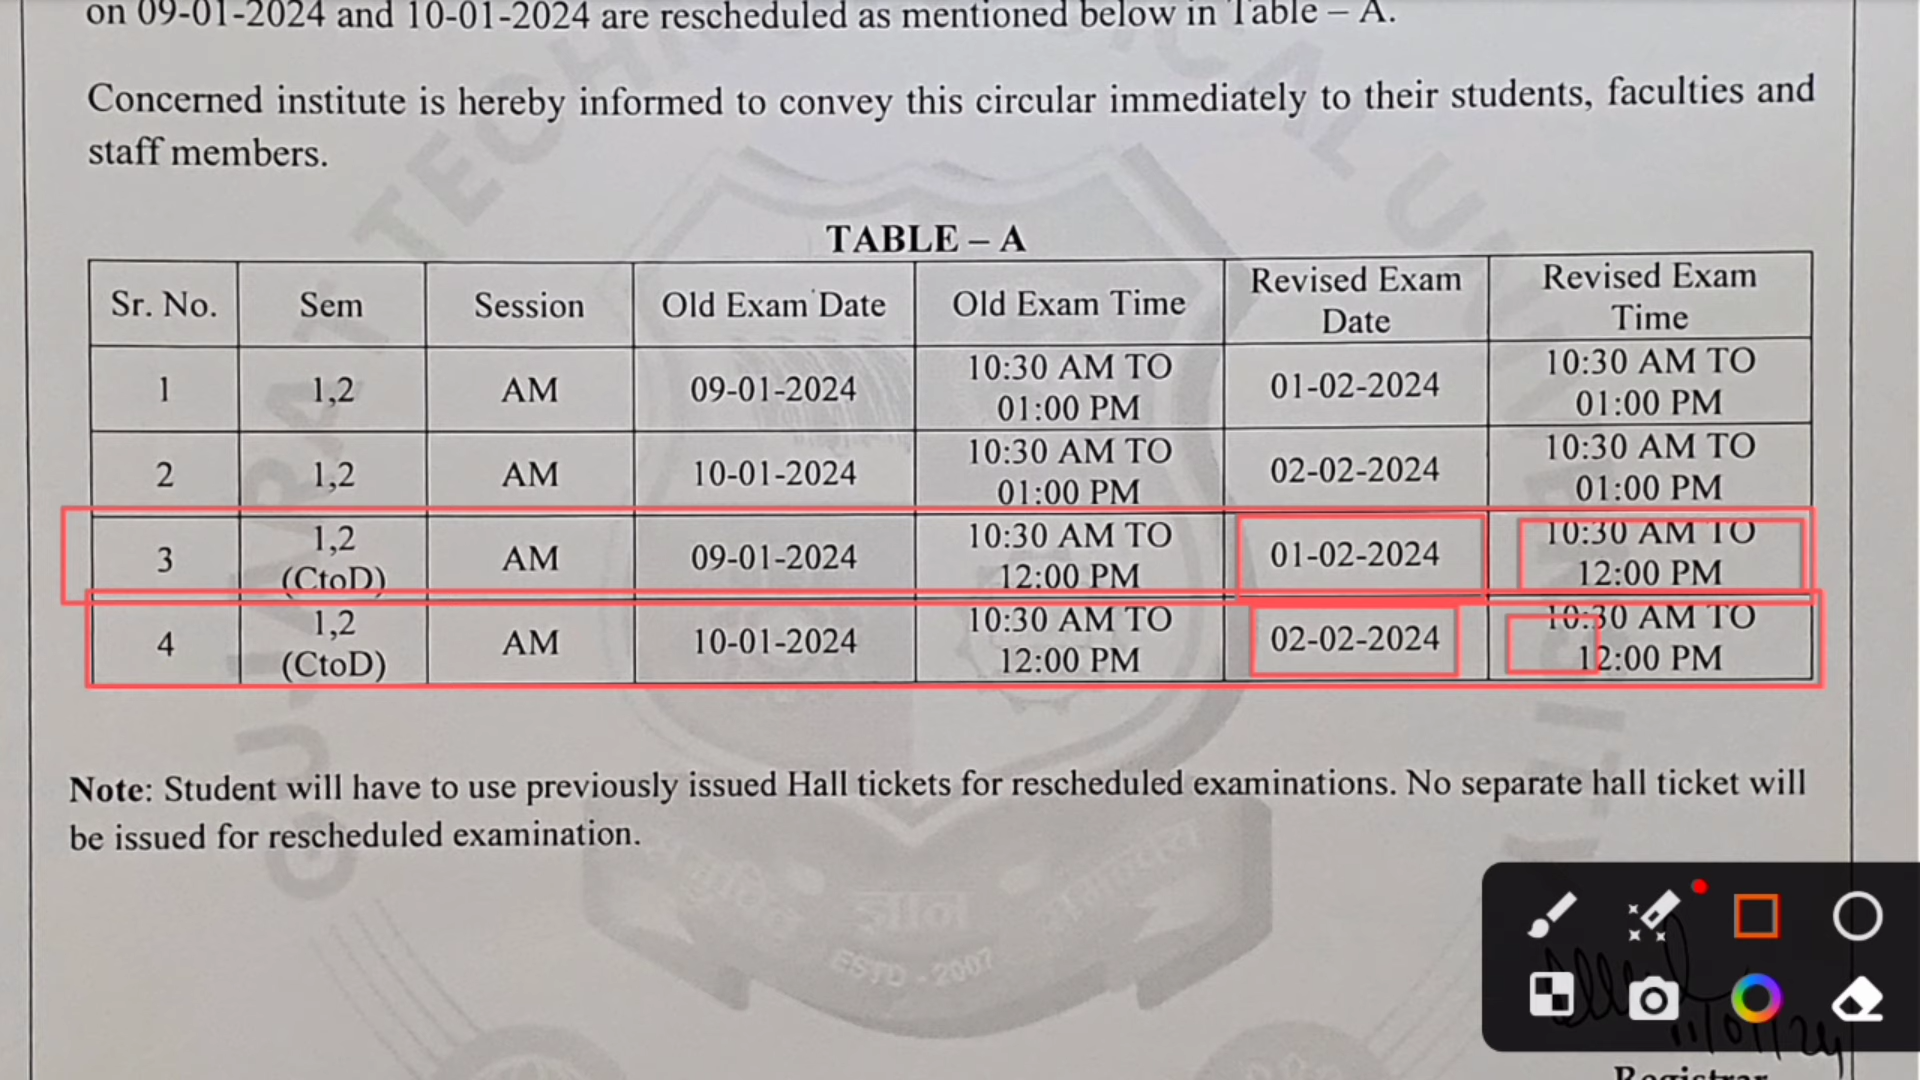 on 09-01-2024 and 10-01-2024 are rescheduled as mentioned below in Table – A.
Concerned institute is hereby informed to convey this circular immediately to their students, faculties and
staff members.
TABLE – A
Sr. No. Sem Session Old Exam Date Old Exam Time Revised Exam Date Revised Exam Time
1 1,2 AM 09-01-2024 10:30 AM TO 01:00 PM 01-02-2024 10:30 AM TO 01:00 PM
2 1,2 AM 10-01-2024 10:30 AM TO 01:00 PM 02-02-2024 10:30 AM TO 01:00 PM
3 1,2 (CtoD) AM 09-01-2024 10:30 AM TO 12:00 PM 01-02-2024 10:30 AM TO 12:00 PM
4 1,2 (CtoD) AM 10-01-2024 10:30 AM TO 12:00 PM 02-02-2024 10:30 AM TO 12:00 PM
Note: Student will have to use previously issued Hall tickets for rescheduled examinations. No separate hall ticket will
be issued for rescheduled examination.
ज्ञान
ESTD - 2007
11/01/24
Registrar